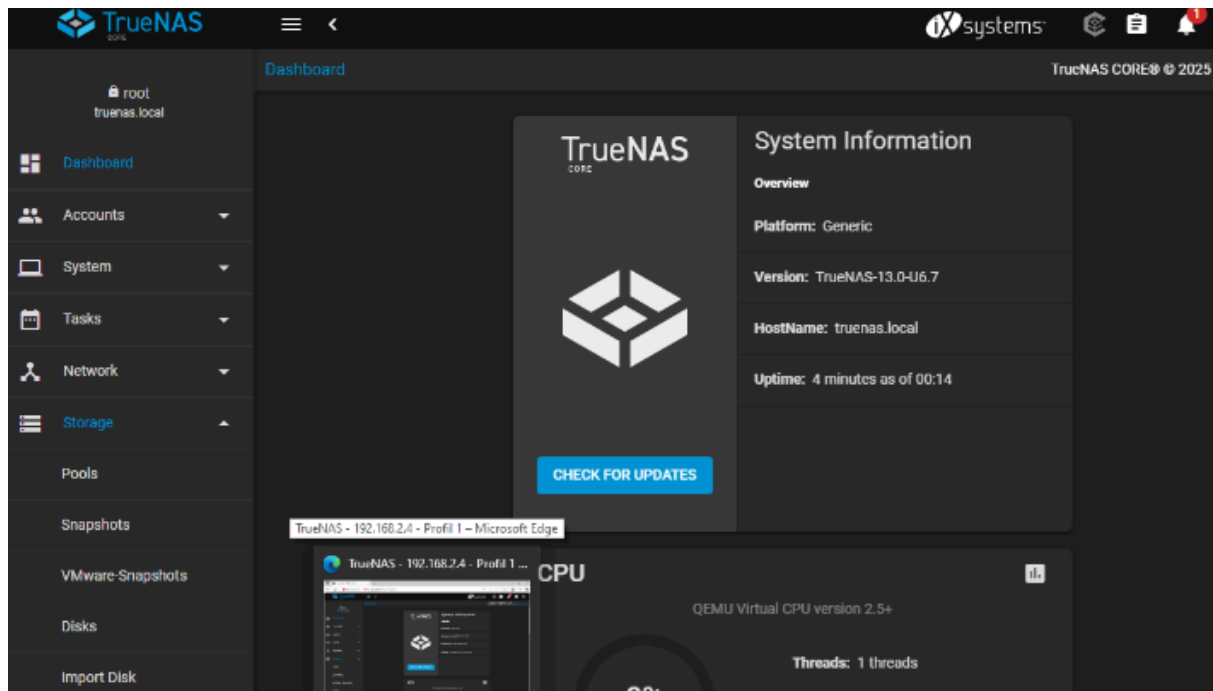 TrueNAS
CORE
iXsystems
1
root
truenas.local
Dashboard
TrueNAS CORE® © 2025
Dashboard
Accounts
System
Tasks
Network
Storage
Pools
Snapshots
VMware-Snapshots
Disks
Import Disk
TrueNAS
CORE
CHECK FOR UPDATES
System Information
Overview
Platform: Generic
Version: TrueNAS-13.0-U6.7
HostName: truenas.local
Uptime: 4 minutes as of 00:14
TrueNAS - 192.168.2.4 - Profil 1 – Microsoft Edge
TrueNAS - 192.168.2.4 - Profil 1 ...
CPU
QEMU Virtual CPU version 2.5+
Threads: 1 threads